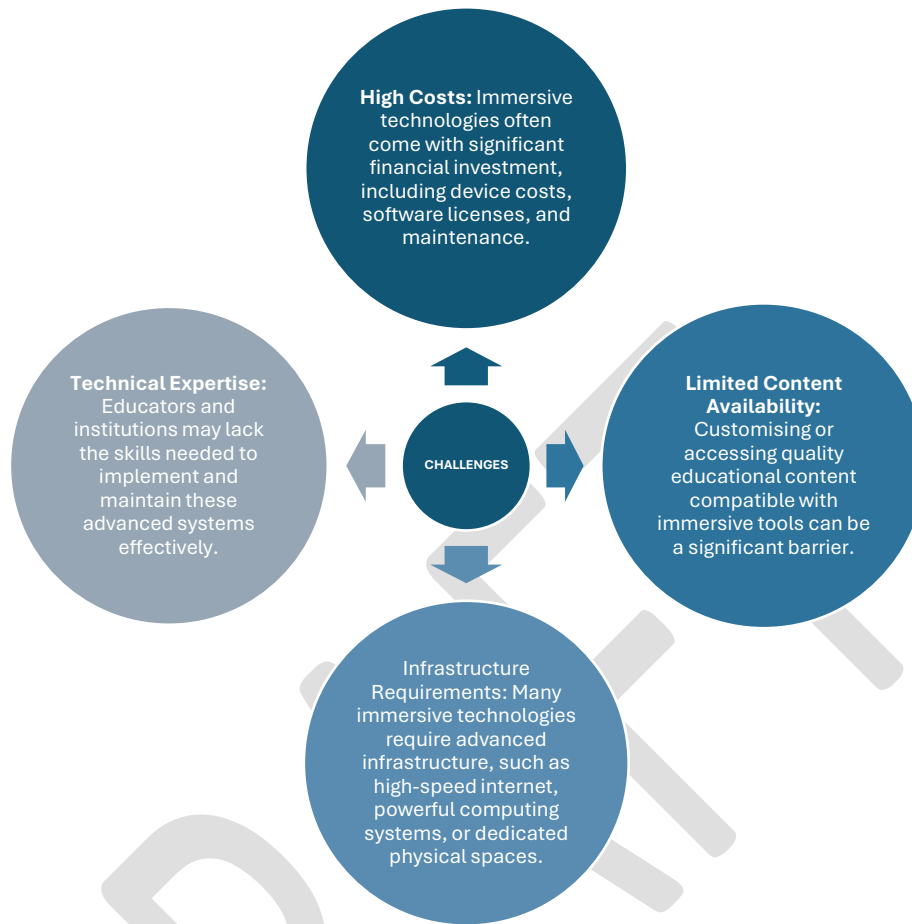 High Costs: Immersive
technologies often
come with significant
financial investment,
including device costs,
software licenses, and
maintenance.
Technical Expertise:
Educators and
institutions may lack
the skills needed to
implement and
maintain these
advanced systems
effectively.
CHALLENGES
Limited Content
Availability:
Customising or
accessing quality
educational content
compatible with
immersive tools can be
a significant barrier.
Infrastructure
Requirements: Many
immersive technologies
require advanced
infrastructure, such as
high-speed internet,
powerful computing
systems, or dedicated
physical spaces.